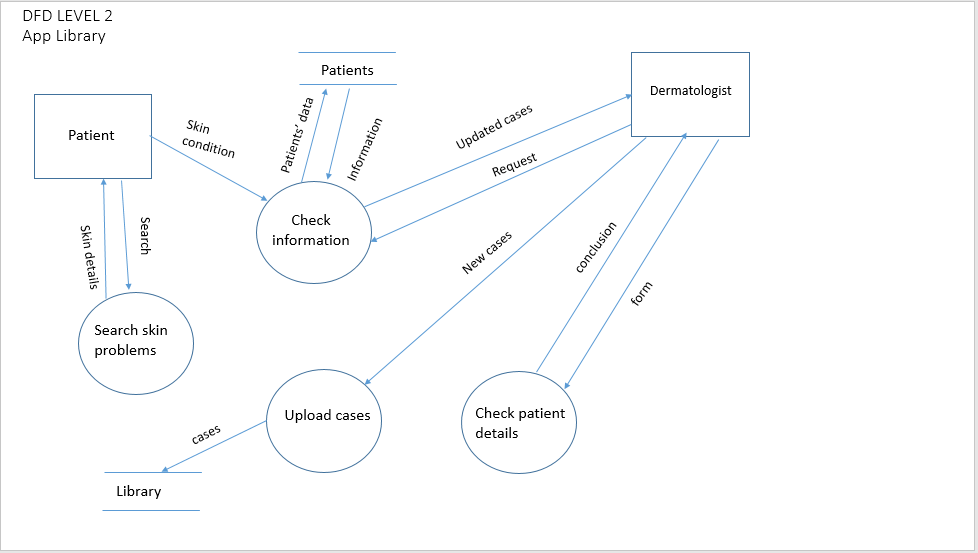 DFD LEVEL 2
App Library
Patients
Dermatologist
Patient
Skin
condition
Patients' data
Information
Updated cases
Request
Check
information
Skin details
Search
New cases
conclusion
form
Search skin
problems
Upload cases
Check patient
details
cases
Library